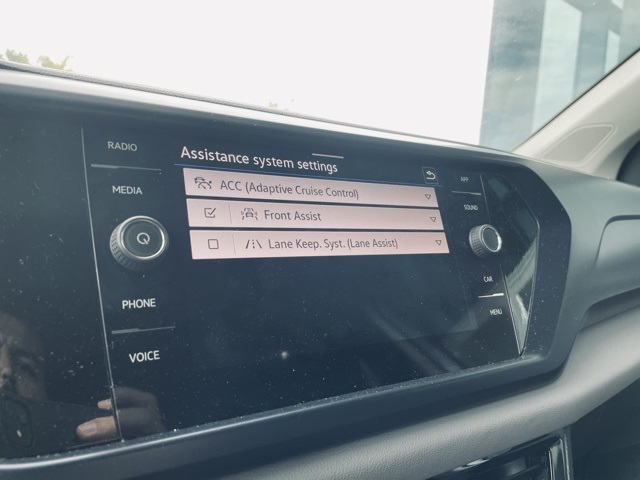 RADIO
MEDIA
PHONE
VOICE
Assistance system settings
ACC (Adaptive Cruise Control)
Front Assist
Lane Keep. Syst. (Lane Assist)
APP
SOUND
CAR
MENU